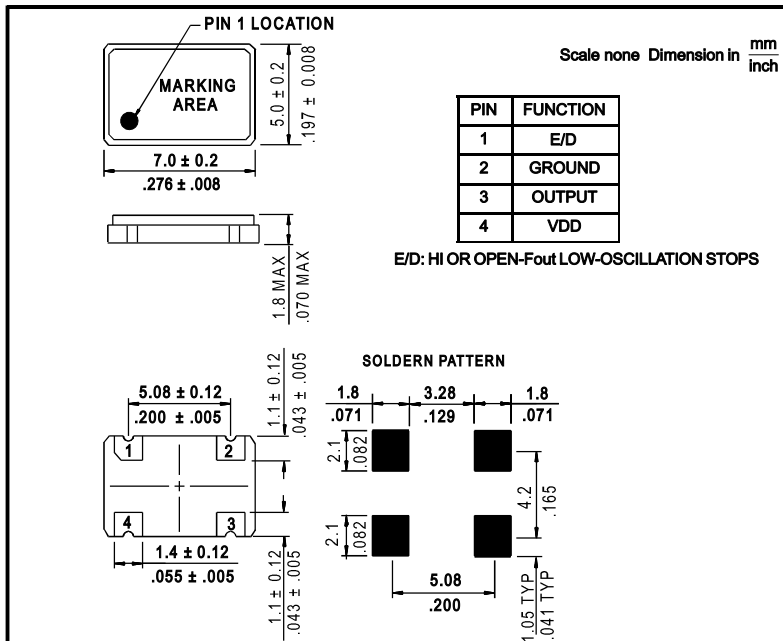 PIN 1 LOCATION
MARKING
AREA
5.0 ± 0.2
.197 ± 0.008
7.0 ± 0.2
.276 ± .008
Scale none Dimension in mm
inch
PIN FUNCTION
1 E/D
2 GROUND
3 OUTPUT
4 VDD
E/D: HI OR OPEN-Fout LOW-OSCILLATION STOPS
1.8 MAX
.070 MAX
5.08 ± 0.12
.200 ± .005
1.1 ± 0.12
.043 ± .005
1
2
4
3
1.4 ± 0.12
.055 ± .005
1.1 ± 0.12
.043 ± .005
SOLDERN PATTERN
1.8 3.28 1.8
.071 .129 .071
2.1
.082
4.2
.165
2.1
.082
5.08
.200
1.05 TYP
.041 TYP